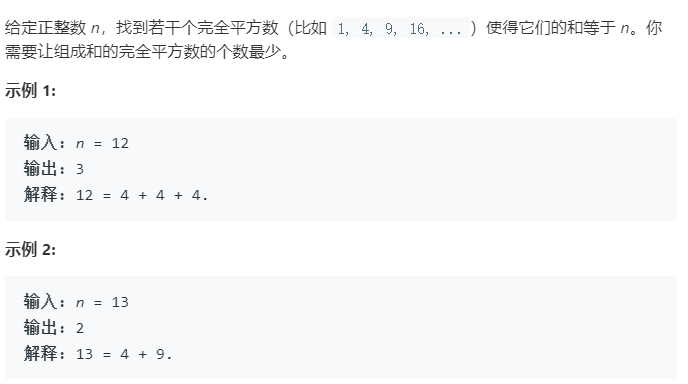 给定正整数 n，找到若干个完全平方数（比如 1, 4, 9, 16, ...）使得它们的和等于 n。你
需要让组成和的完全平方数的个数最少。
示例 1:
输入：n = 12
输出：3
解释：12 = 4 + 4 + 4.
示例 2:
输入：n = 13
输出：2
解释：13 = 4 + 9.